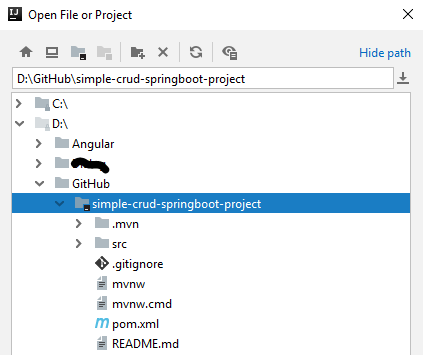 IJ Open File or Project
Hide path
D:\GitHub\simple-crud-springboot-project
C:\
D:\
Angular
GitHub
simple-crud-springboot-project
.mvn
src
.gitignore
mvnw
mvnw.cmd
pom.xml
README.md